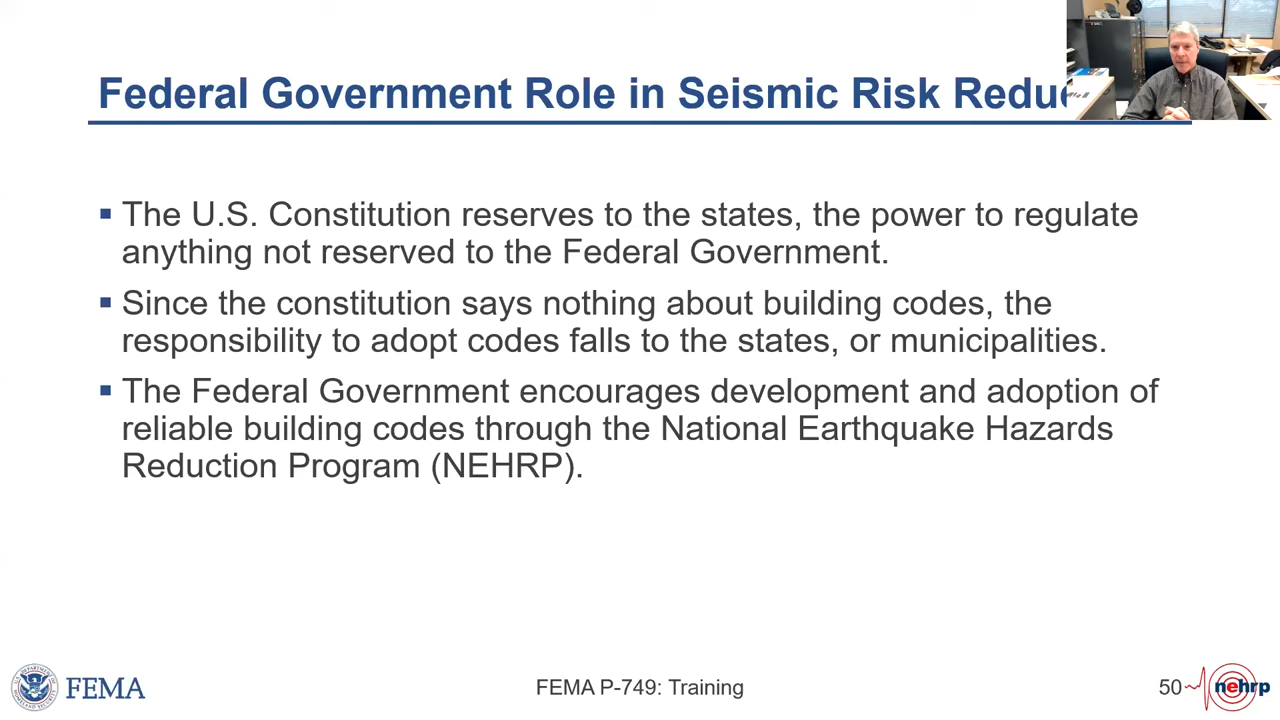 Federal Government Role in Seismic Risk
▪ The U.S. Constitution reserves to the states, the power to regulate
anything not reserved to the Federal Government.
▪ Since the constitution says nothing about building codes, the
responsibility to adopt codes falls to the states, or municipalities.
▪ The Federal Government encourages development and adoption of
reliable building codes through the National Earthquake Hazards
Reduction Program (NEHRP).
FEMA
FEMA P-749: Training
50
nehrp